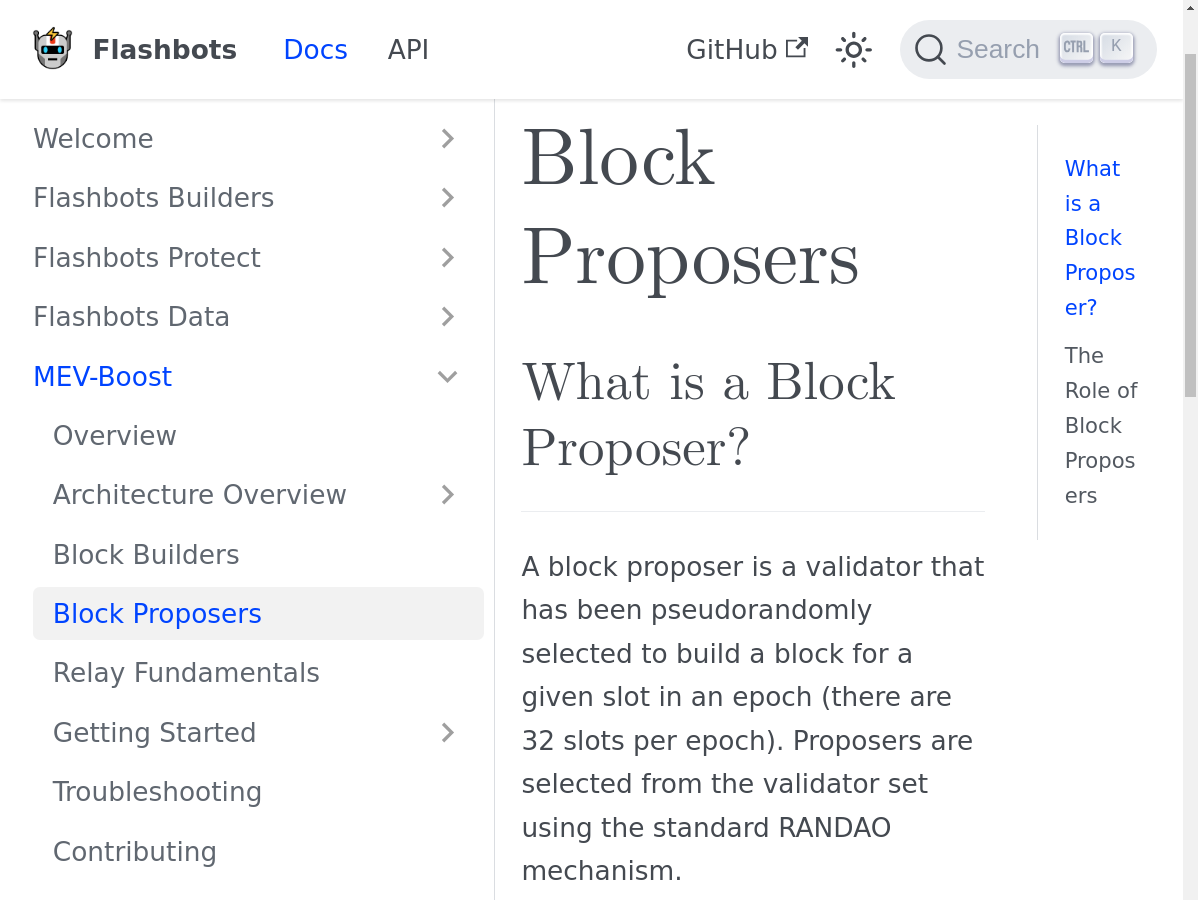 Flashbots Docs API GitHub Search CTRL K
Welcome
Flashbots Builders
Flashbots Protect
Flashbots Data
MEV-Boost
Overview
Architecture Overview
Block Builders
Block Proposers
Relay Fundamentals
Getting Started
Troubleshooting
Contributing
Block
Proposers
What is a Block
Proposer?
A block proposer is a validator that
has been pseudorandomly
selected to build a block for a
given slot in an epoch (there are
32 slots per epoch). Proposers are
selected from the validator set
using the standard RANDAO
mechanism.
What
is a
Block
Propos
er?
The
Role of
Block
Propos
ers